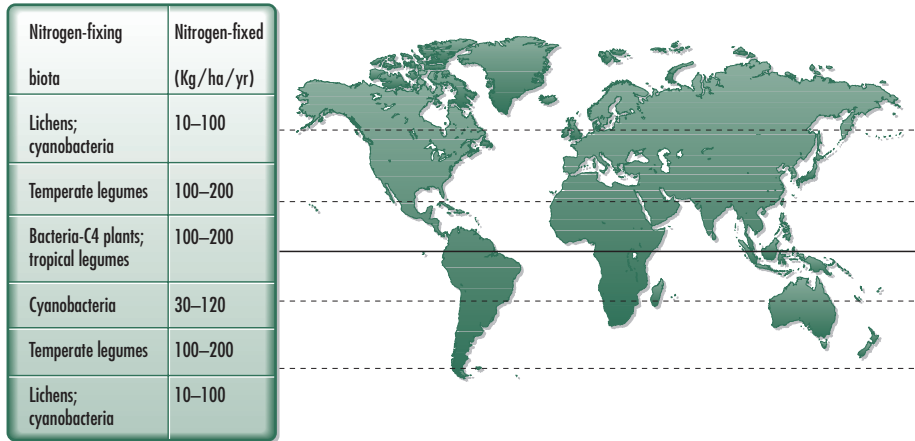 Nitrogen-fixing Nitrogen-fixed
biota (Kg/ha/yr)
Lichens; 10–100
cyanobacteria
Temperate legumes 100–200
Bacteria-C4 plants; 100–200
tropical legumes
Cyanobacteria 30–120
Temperate legumes 100–200
Lichens; 10–100
cyanobacteria